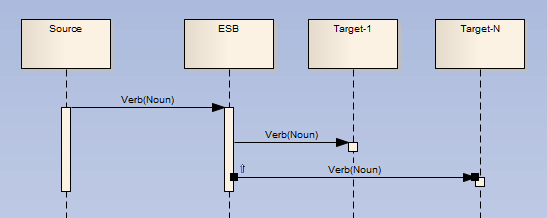 Source
ESB
Target-1
Target-N
Verb(Noun)
Verb(Noun)
Verb(Noun)